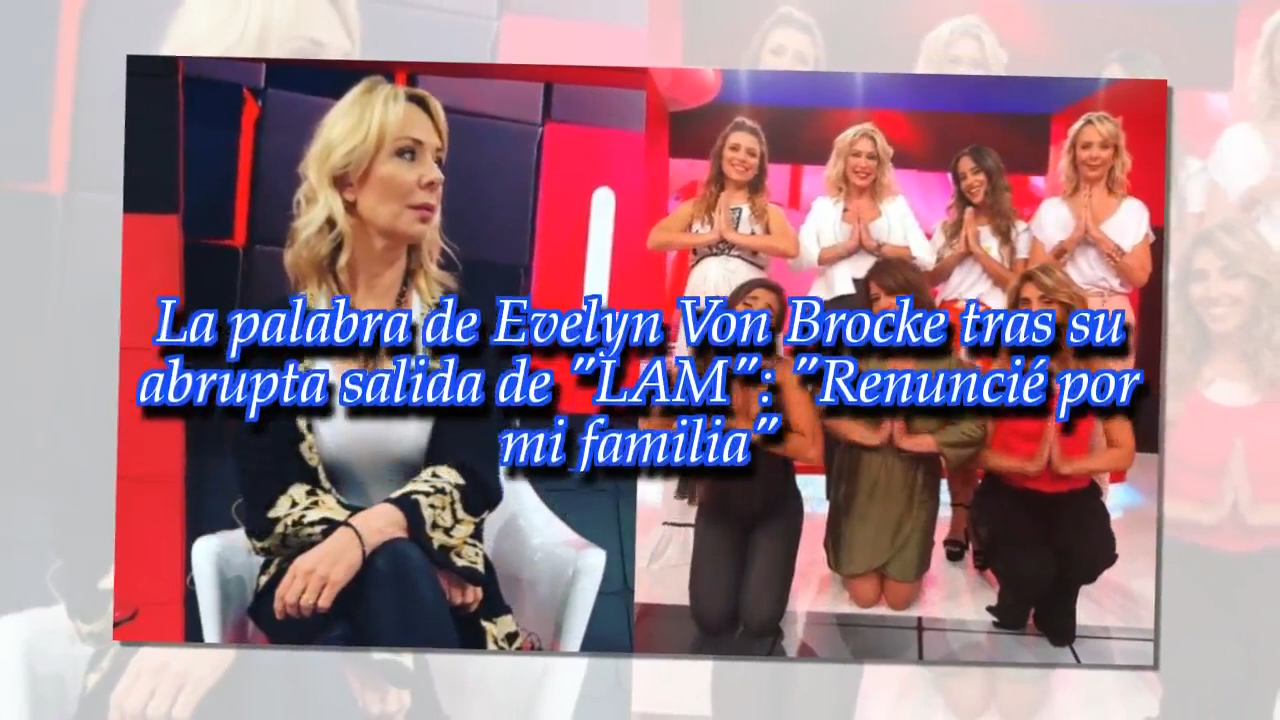 La palabra de Evelyn Von Brocke tras su
abrupta salida de "LAM": "Renuncié por
mi familia"